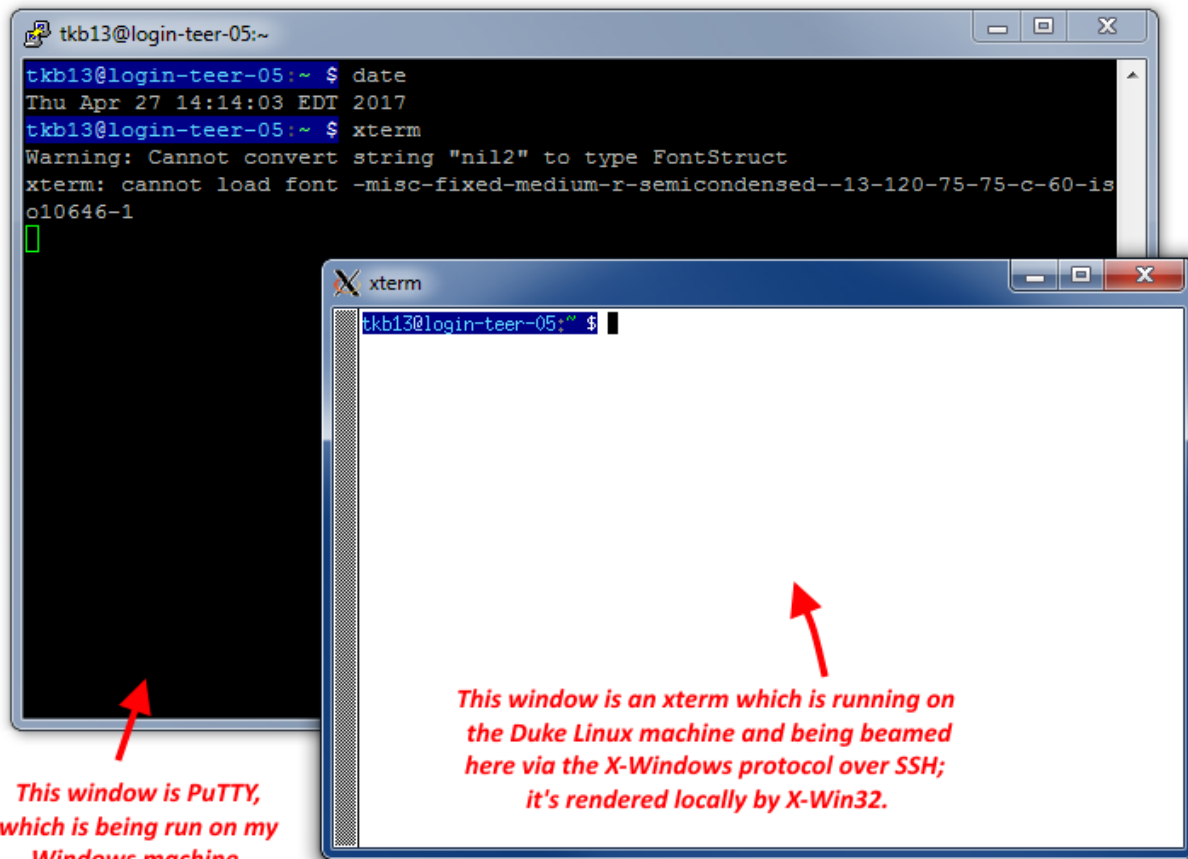 tkb13@login-teer-05:~
tkb13@login-teer-05:~ $ date
Thu Apr 27 14:14:03 EDT 2017
tkb13@login-teer-05:~ $ xterm
Warning: Cannot convert string "nil2" to type FontStruct
xterm: cannot load font -misc-fixed-medium-r-semicondensed--13-120-75-75-c-60-is
o10646-1
xterm
tkb13@login-teer-05:~ $
This window is an xterm which is running on
the Duke Linux machine and being beamed
here via the X-Windows protocol over SSH;
it's rendered locally by X-Win32.
This window is PuTTY,
which is being run on my
Windows machine